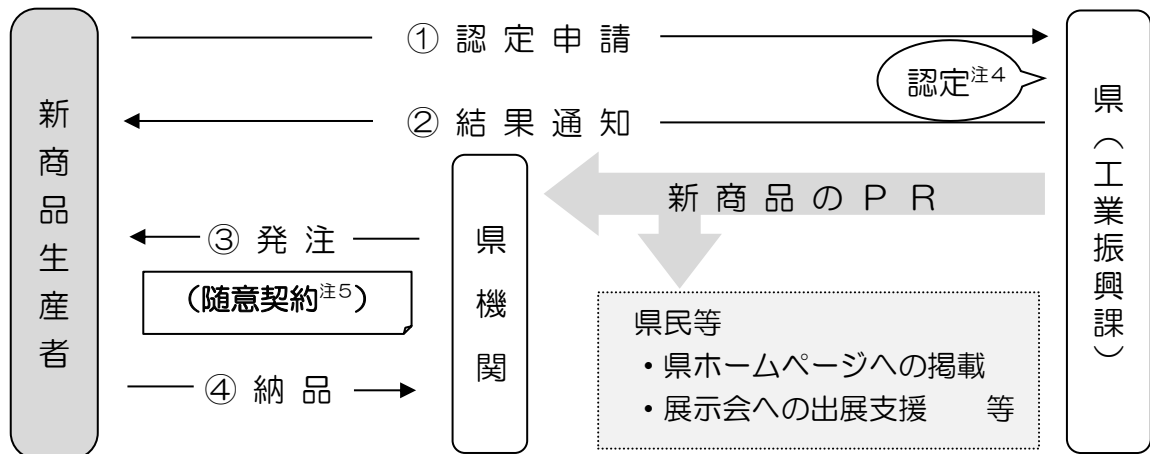 新商品生産者
① 認定申請
認定注4
② 結果通知
新商品のPR
③ 発注
（随意契約注5）
④ 納品
県機関
県民等
・県ホームページへの掲載
・展示会への出展支援　等
県（工業振興課）